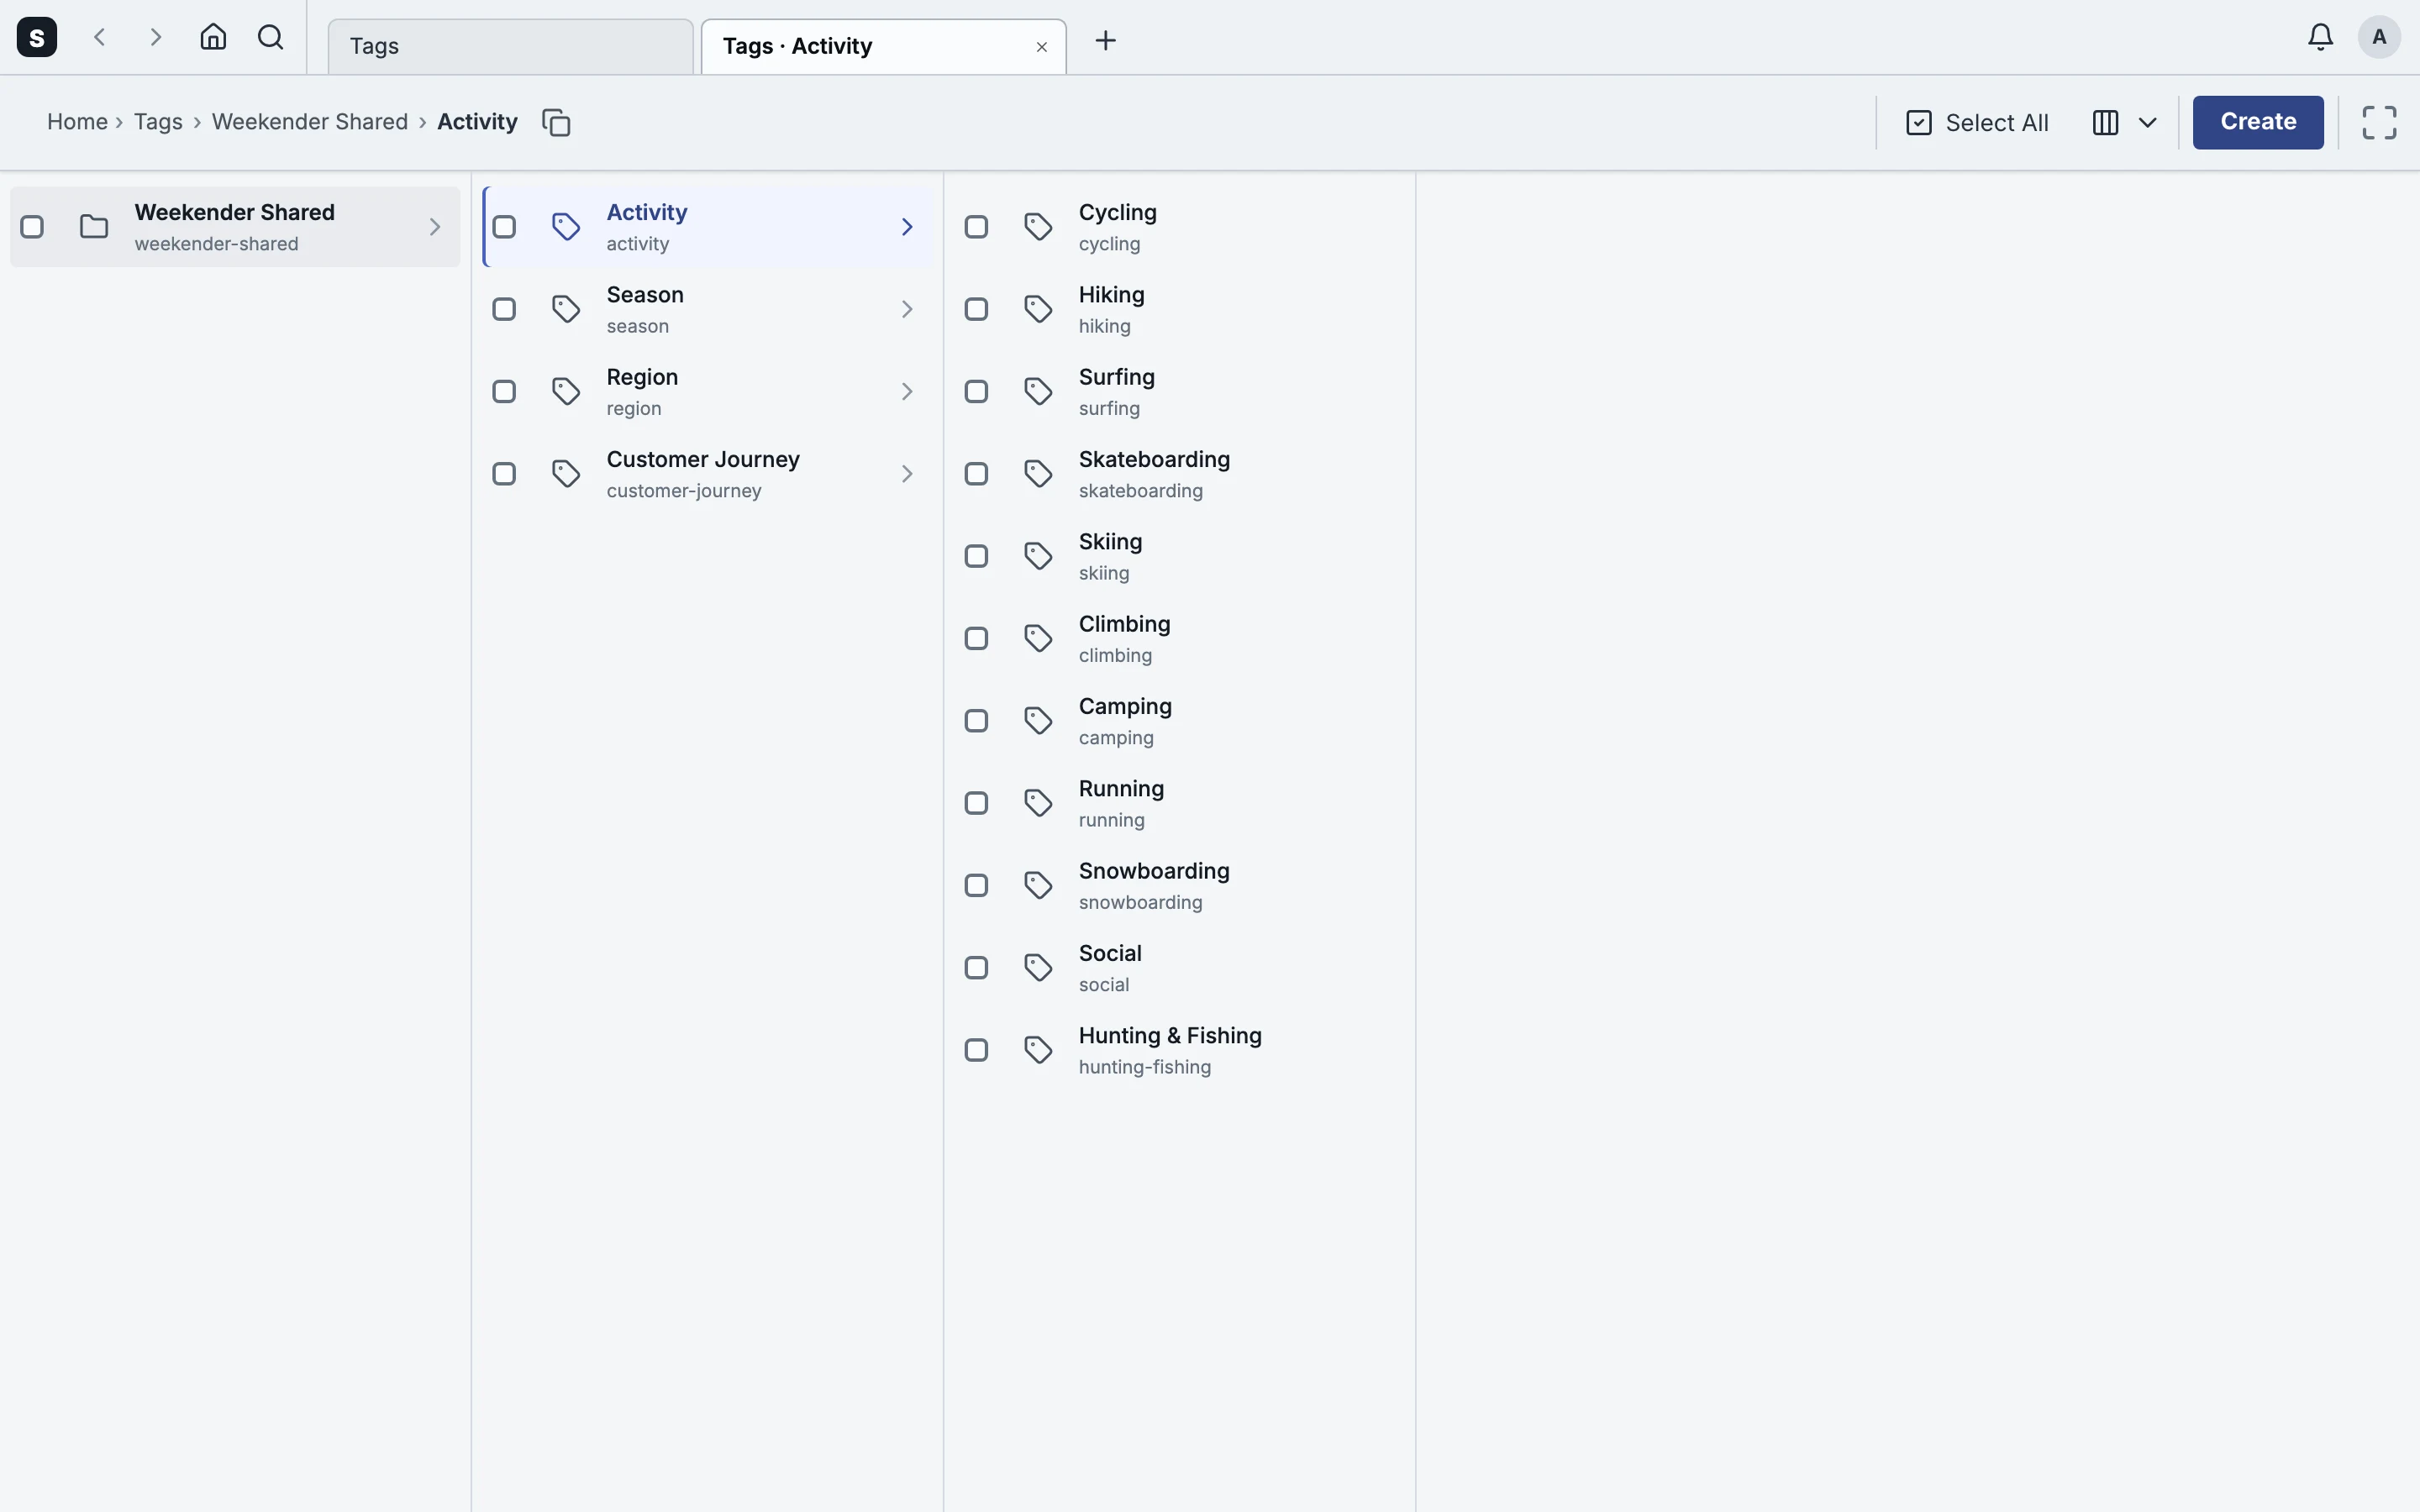 S
Tags
Tags · Activity
A
Home › Tags › Weekender Shared › Activity
Select All
Create
Weekender Shared
weekender-shared
Activity
activity
Season
season
Region
region
Customer Journey
customer-journey
Cycling
cycling
Hiking
hiking
Surfing
surfing
Skateboarding
skateboarding
Skiing
skiing
Climbing
climbing
Camping
camping
Running
running
Snowboarding
snowboarding
Social
social
Hunting & Fishing
hunting-fishing